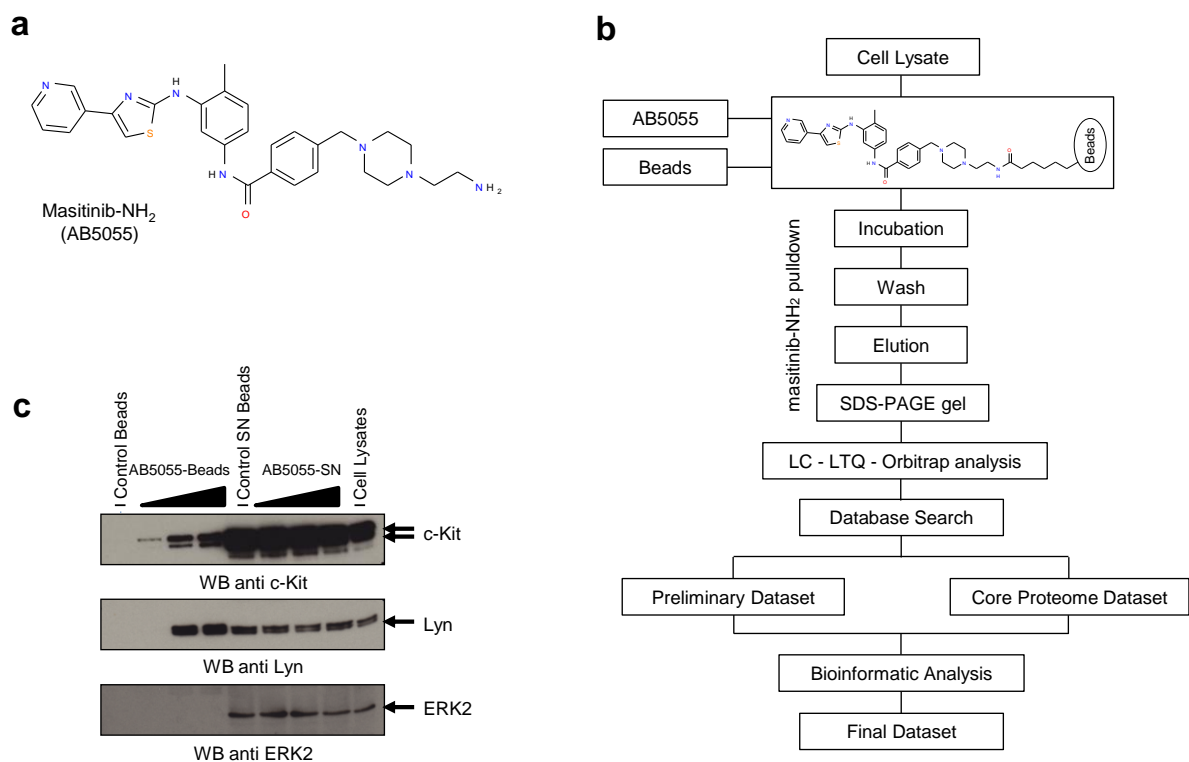 a
N
N
S
H
N
H
N
O
N
N
N H 2
Masitinib-NH2
(AB5055)
b
Cell Lysate
AB5055
Beads
N
N
S
H
N
H
N
O
N
N
N
H
O
Beads
masitinib-NH2 pulldown
Incubation
Wash
Elution
SDS-PAGE gel
LC - LTQ - Orbitrap analysis
Database Search
Preliminary Dataset
Core Proteome Dataset
Bioinformatic Analysis
Final Dataset
c
I Control Beads
AB5055-Beads
I Control SN Beads
AB5055-SN
I Cell Lysates
c-Kit
WB anti c-Kit
Lyn
WB anti Lyn
ERK2
WB anti ERK2